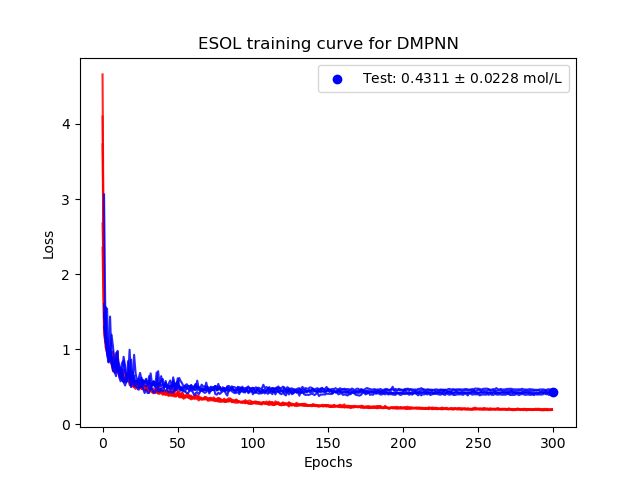 ESOL training curve for DMPNN
Test: 0.4311 ± 0.0228 mol/L
Loss
4
3
2
1
0
0 50 100 150 200 250 300
Epochs